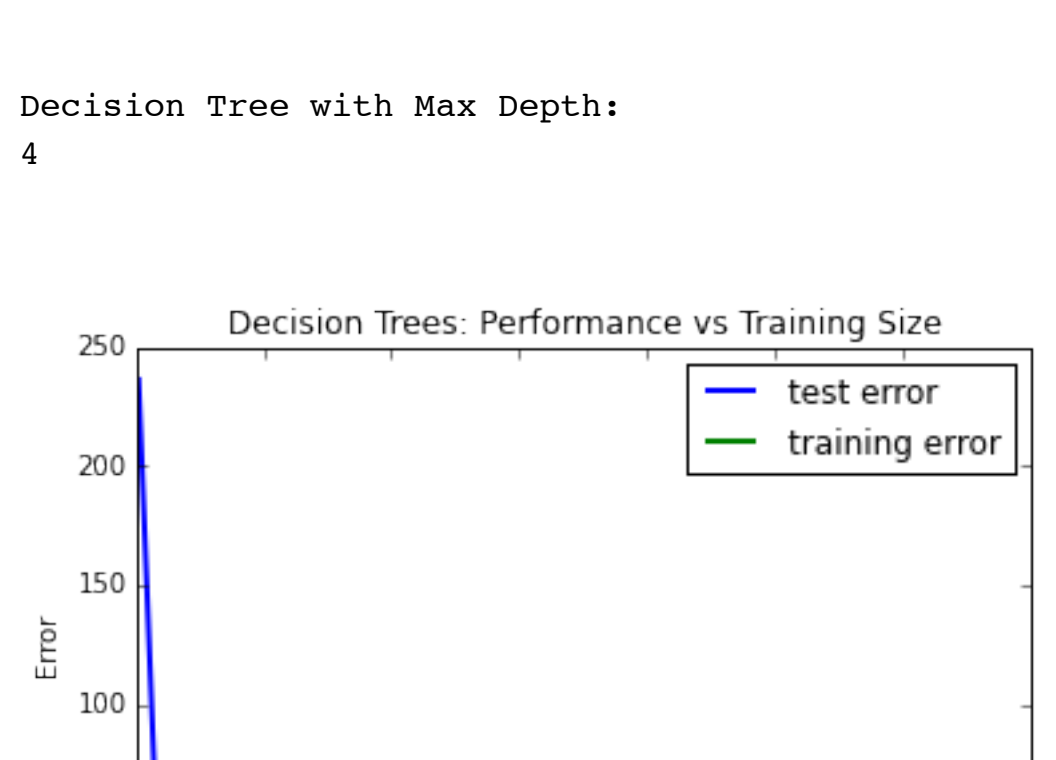 Decision Tree with Max Depth:
4
Decision Trees: Performance vs Training Size
250
test error
training error
200
150
Error
100